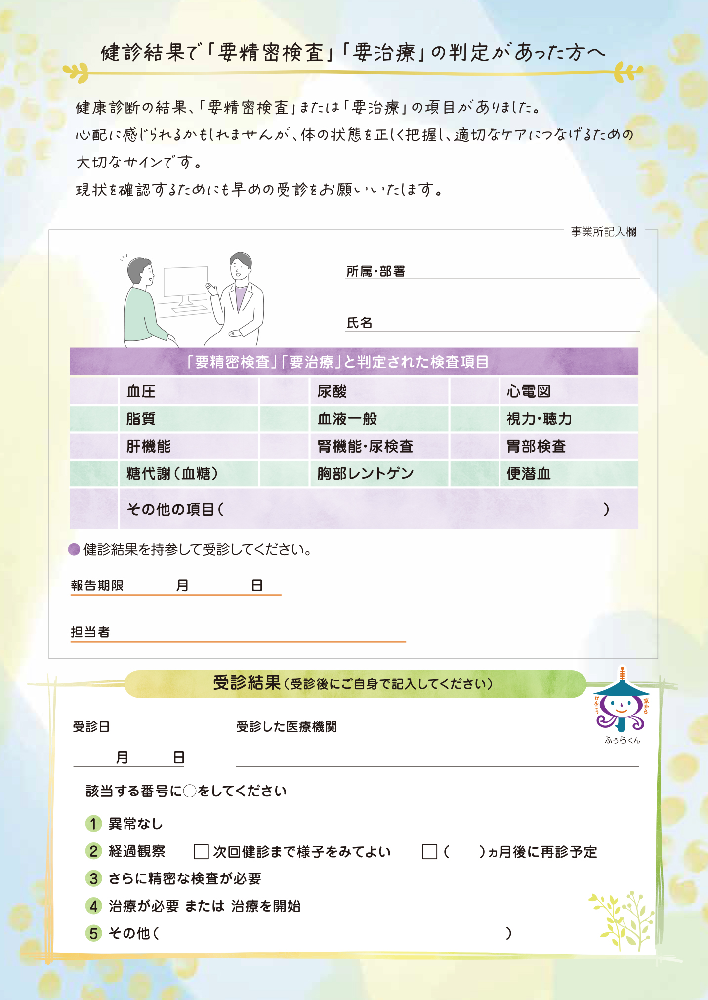 健診結果で「要精密検査」「要治療」の判定があった方へ
健康診断の結果、「要精密検査」または「要治療」の項目がありました。
心配に感じられるかもしれませんが、体の状態を正しく把握し、適切なケアにつなげるための
大切なサインです。
現状を確認するためにも早めの受診をお願いいたします。
事業所記入欄
所属・部署
氏名
「要精密検査」「要治療」と判定された検査項目
血圧 尿酸 心電図
脂質 血液一般 視力・聴力
肝機能 腎機能・尿検査 胃部検査
糖代謝（血糖） 胸部レントゲン 便潜血
その他の項目（ ）
●健診結果を持参して受診してください。
報告期限 月 日
担当者
受診結果（受診後にご自身で記入してください）
京から
けんこう
ふぅらくん
受診日 受診した医療機関
月 日
該当する番号に○をしてください
1 異常なし
2 経過観察 □次回健診まで様子をみてよい □（ ）ヵ月後に再診予定
3 さらに精密な検査が必要
4 治療が必要 または 治療を開始
5 その他（ ）